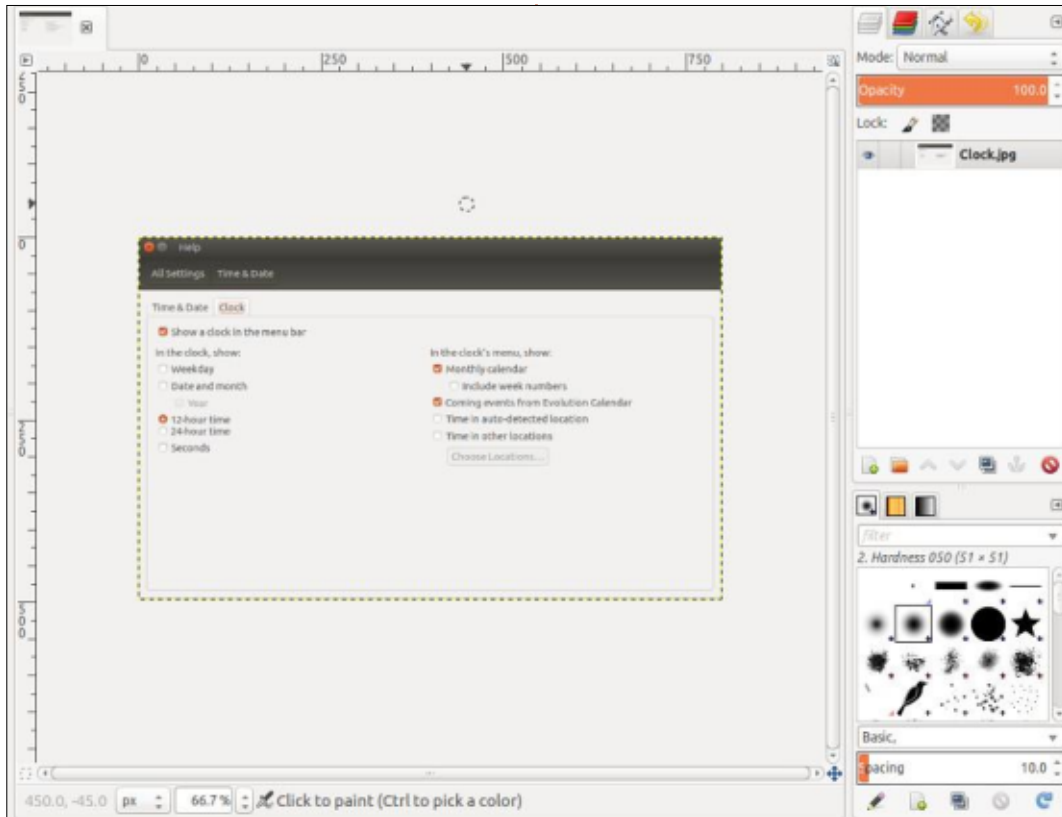 Mode: Normal
0 250 500 750
Opacity 100.0
Lock:
Clock.jpg
0
250
500
Help
All Settings Time & Date
Time & Date Clock
Show a clock in the menu bar
In the clock, show:
Weekday
Date and month
Year
12-hour time
24-hour time
Seconds
In the clock's menu, show:
Monthly calendar
Include week numbers
Coming events from Evolution Calendar
Time in auto-detected location
Time in other locations
Choose Locations...
filter
2. Hardness 050 (51 × 51)
Basic,
Spacing 10.0
450.0, -45.0 px 66.7% Click to paint (Ctrl to pick a color)